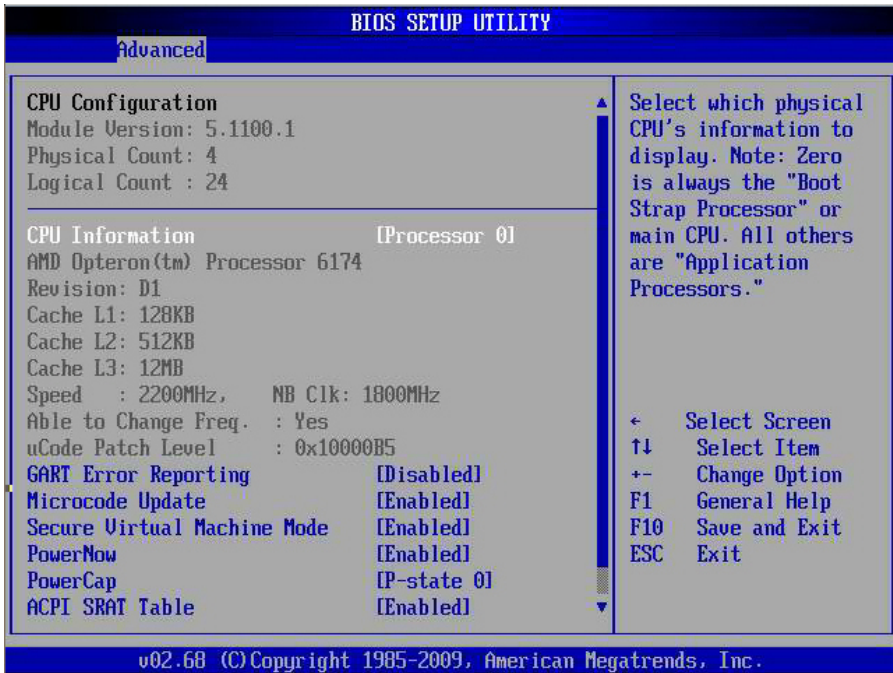 BIOS SETUP UTILITY
Advanced
CPU Configuration
Module Version: 5.1100.1
Physical Count: 4
Logical Count : 24
CPU Information [Processor 0]
AMD Opteron(tm) Processor 6174
Revision: D1
Cache L1: 128KB
Cache L2: 512KB
Cache L3: 12MB
Speed : 2200MHz, NB Clk: 1800MHz
Able to Change Freq. : Yes
uCode Patch Level : 0x10000B5
GART Error Reporting [Disabled]
Microcode Update [Enabled]
Secure Virtual Machine Mode [Enabled]
PowerNow [Enabled]
PowerCap [P-state 0]
ACPI SRAT Table [Enabled]
Select which physical
CPU's information to
display. Note: Zero
is always the "Boot
Strap Processor" or
main CPU. All others
are "Application
Processors."
← Select Screen
↑↓ Select Item
+- Change Option
F1 General Help
F10 Save and Exit
ESC Exit
v02.68 (C)Copyright 1985-2009, American Megatrends, Inc.